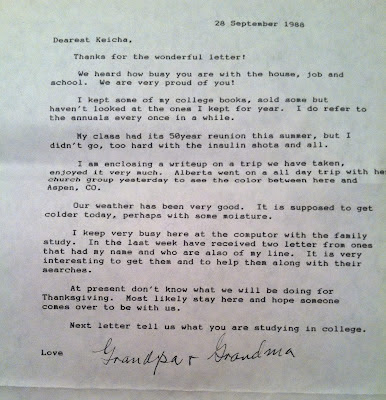 28 September 1988
Dearest Keicha,
Thanks for the wonderful letter!
We heard how busy you are with the house, job and
school. We are very proud of you!
I kept some of my college books, sold some but
haven't looked at the ones I kept for year. I do refer to
the annuals every once in a while.
My class had its 50year reunion this summer, but I
didn't go, too hard with the insulin shots and all.
I am enclosing a writeup on a trip we have taken,
enjoyed it very much. Alberta went on a all day trip with her
church group yesterday to see the color between here and
Aspen, CO.
Our weather has been very good. It is supposed to get
colder today, perhaps with some moisture.
I keep very busy here at the computor with the family
study. In the last week have received two letter from ones
that had my name and who are also of my line. It is very
interesting to get them and to help them along with their
searches.
At present don't know what we will be doing for
Thanksgiving. Most likely stay here and hope someone
comes over to be with us.
Next letter tell us what you are studying in college.
Love Grandpa & Grandma